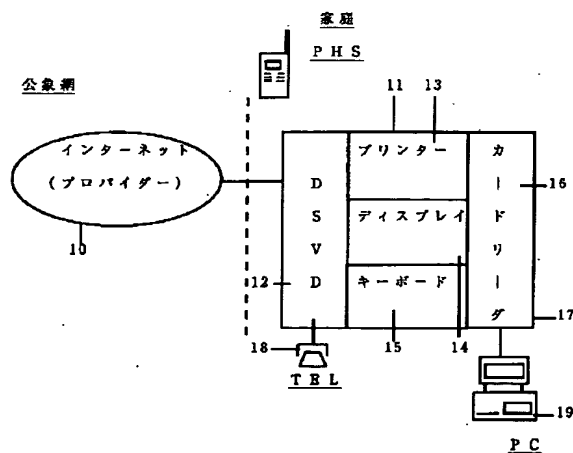 家庭
PHS
公象網
11
13
インターネット
(プロバイダー)
10
DSVD
プリンター
ディスプレイ
キーボード
カードリーダ
16
12
17
18
TEL
15
14
19
PC